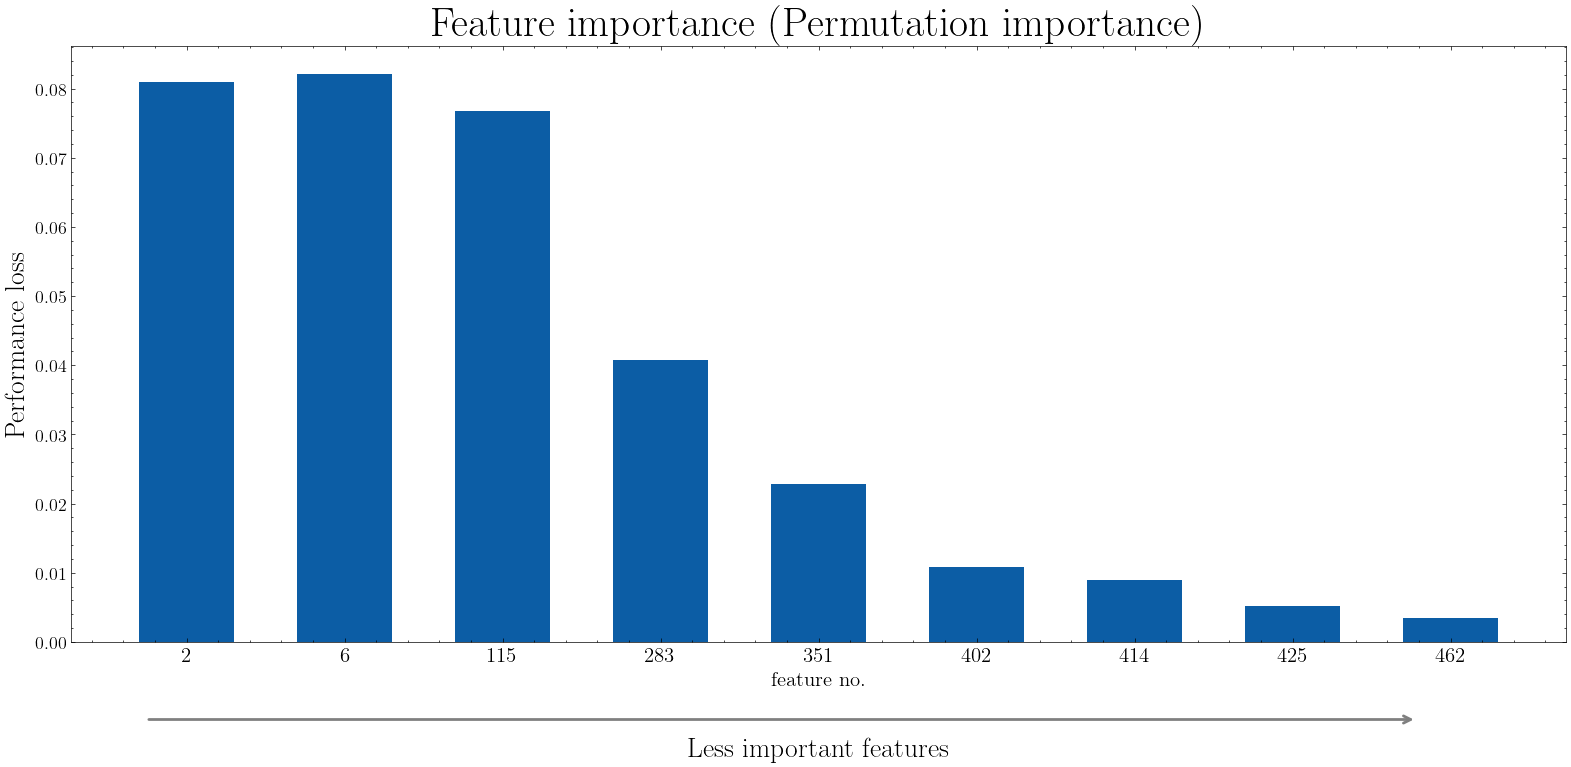 Feature importance (Permutation importance)
Performance loss
0.08
0.07
0.06
0.05
0.04
0.03
0.02
0.01
0.00
2 6 115 283 351 402 414 425 462
feature no.
Less important features